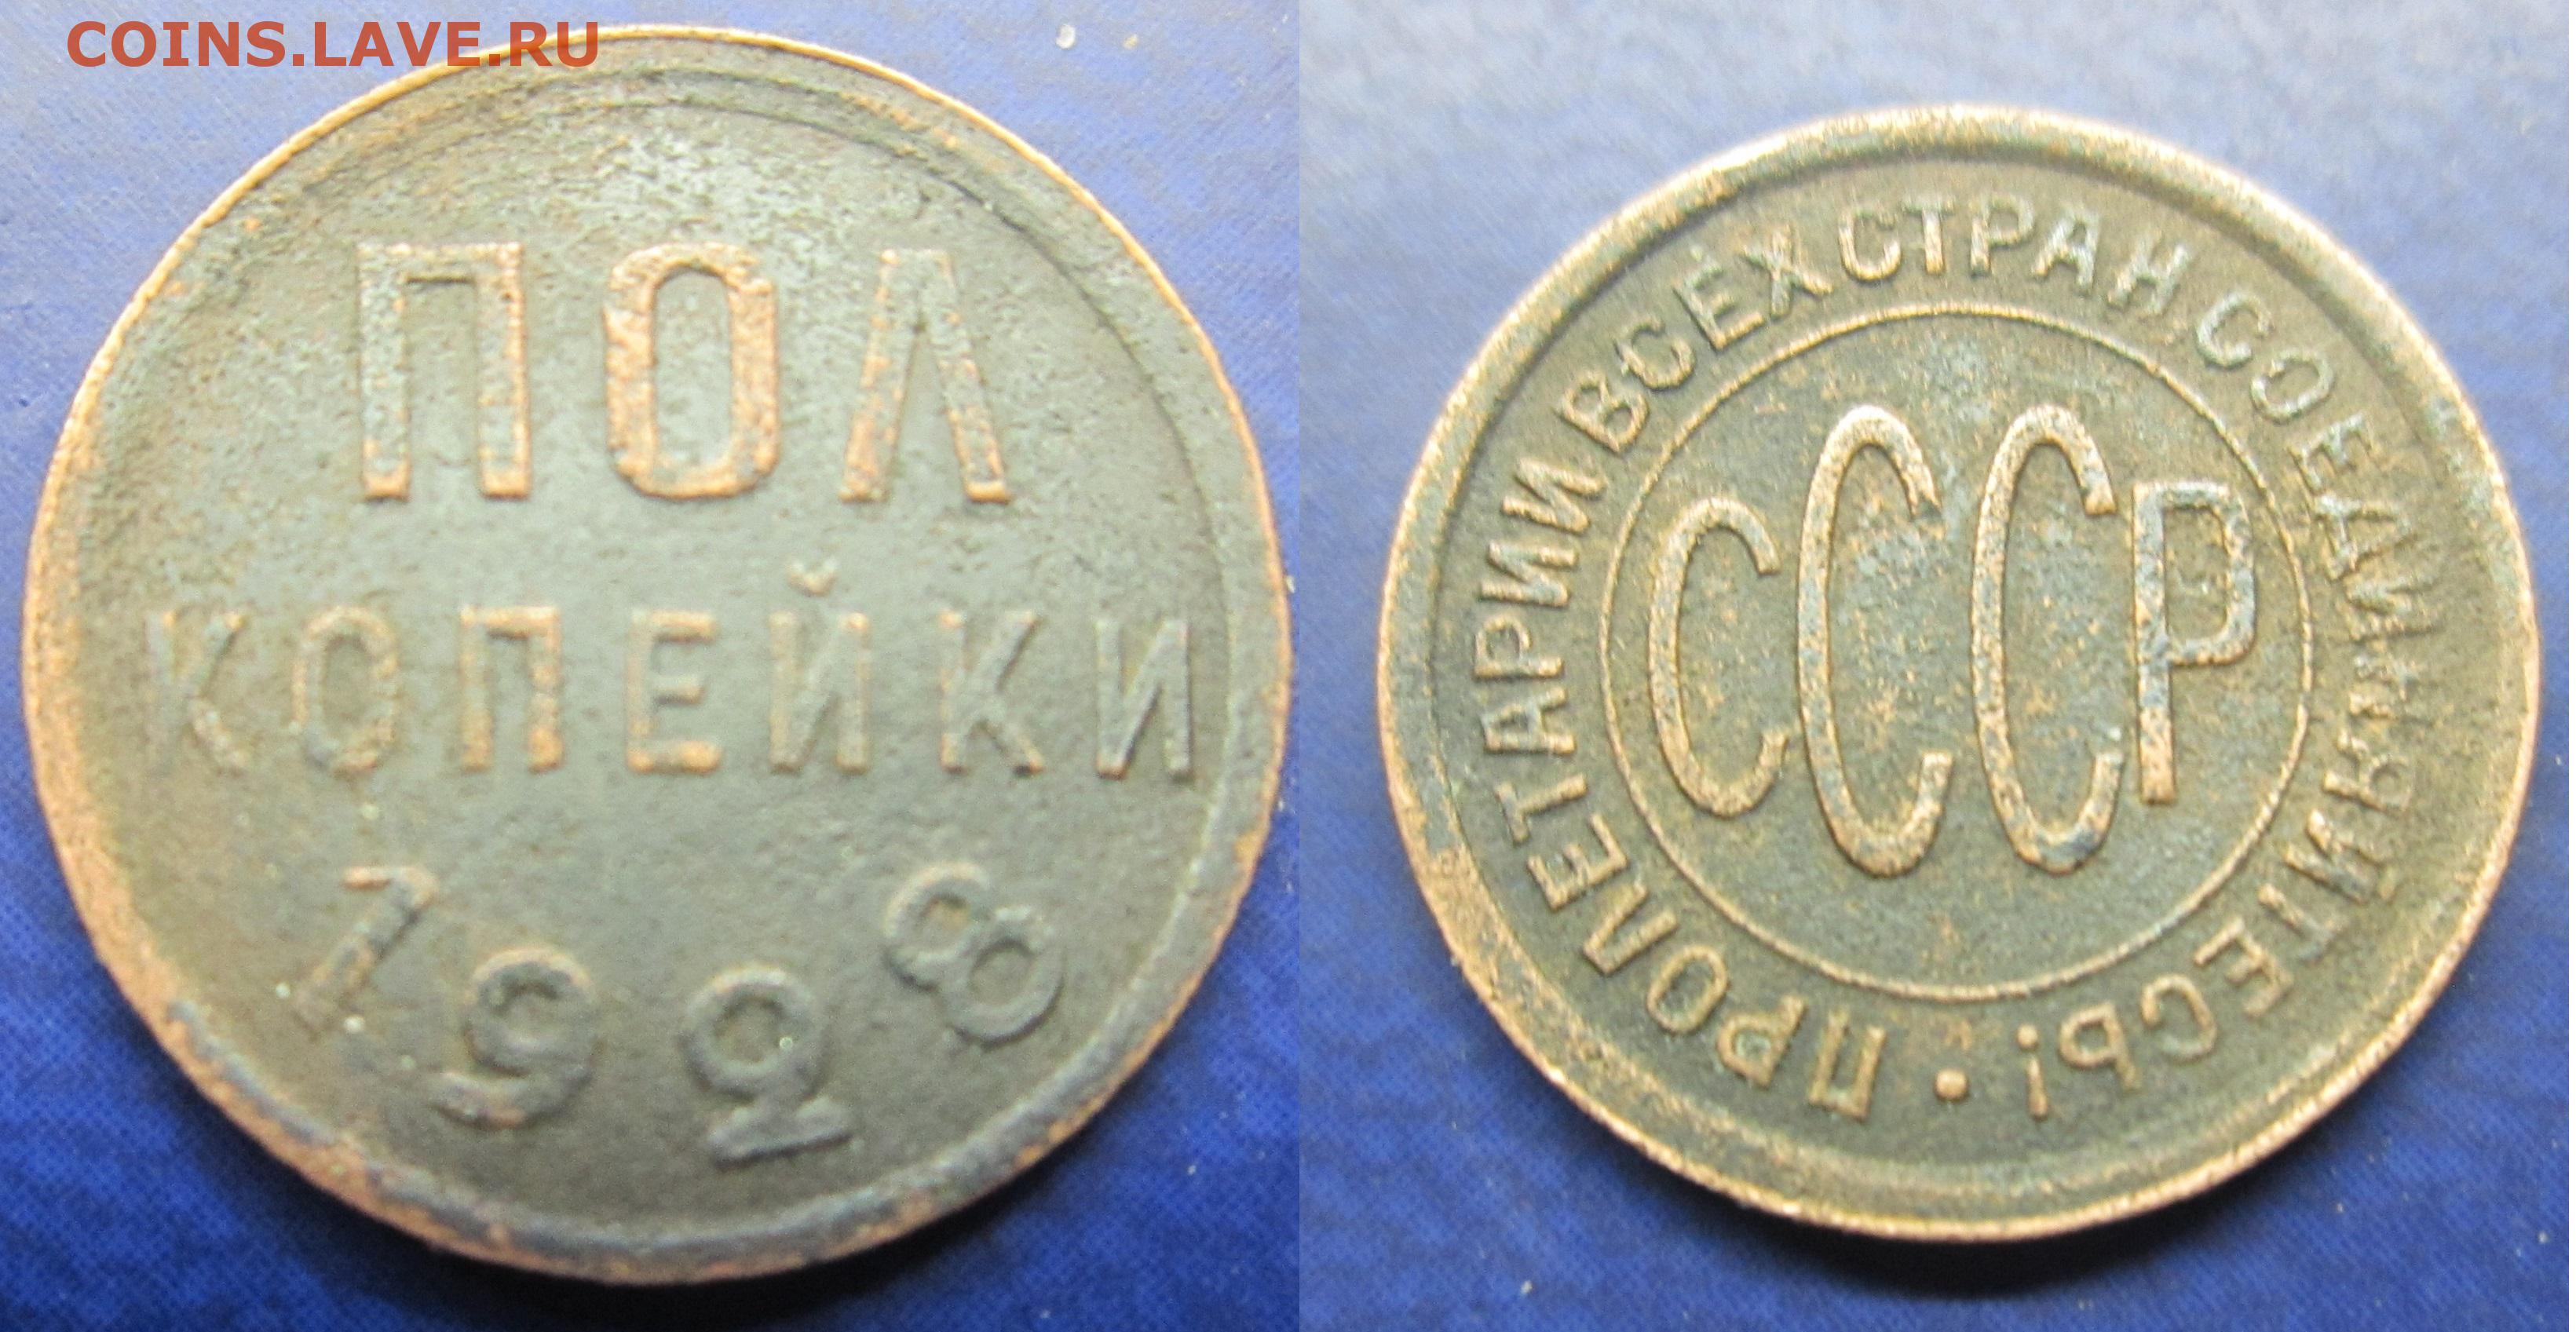 COINS.LAVE.RU
ПОЛ
КОПЕЙКИ
1928
ПРОЛЕТАРИИ ВСЕХ СТРАН, СОЕДИНЯЙТЕСЬ! •
СССР